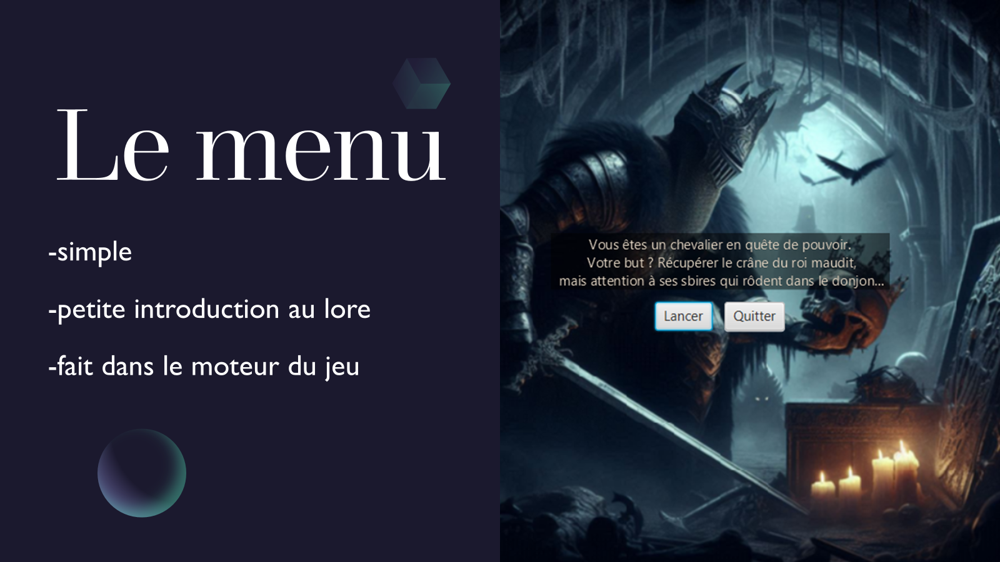 Le menu
-simple
-petite introduction au lore
-fait dans le moteur du jeu
Vous êtes un chevalier en quête de pouvoir.
Votre but ? Récupérer le crâne du roi maudit,
mais attention à ses sbires qui rôdent dans le donjon...
Lancer
Quitter